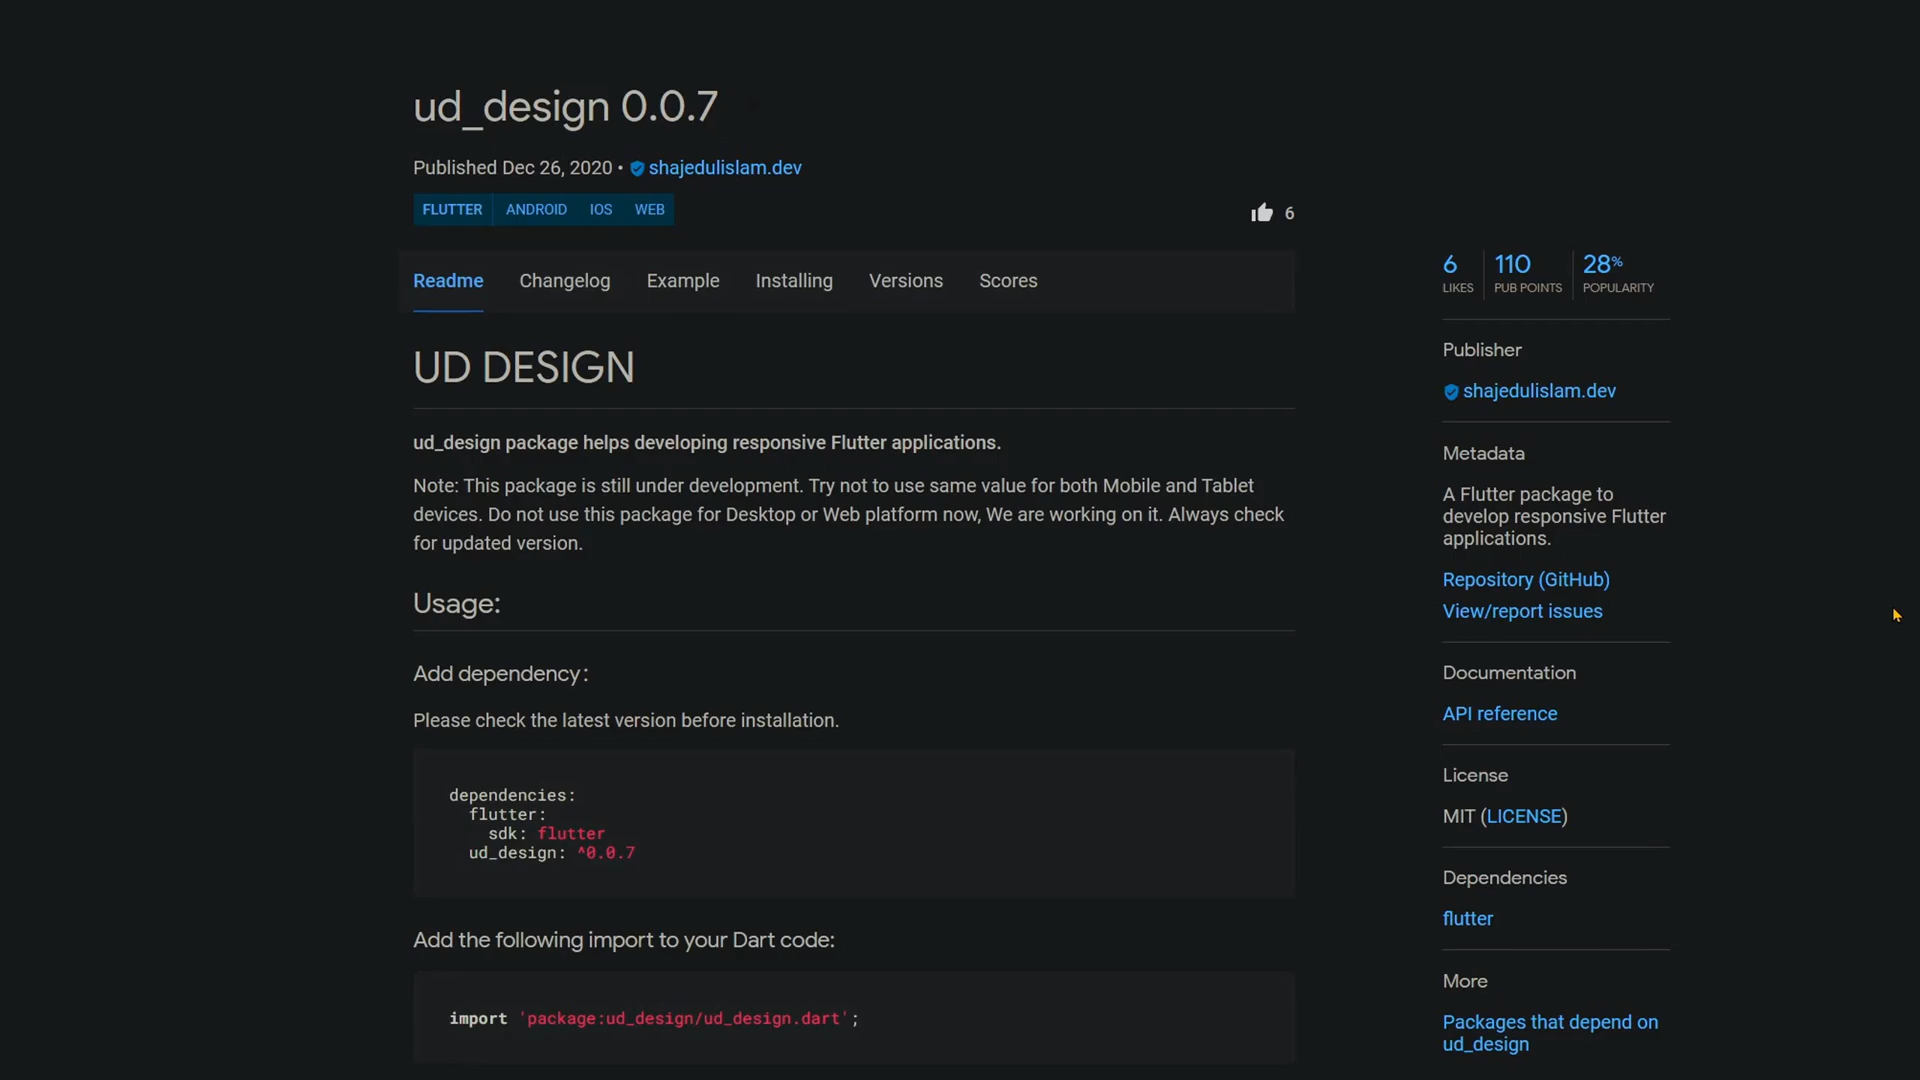 ud_design 0.0.7
Published Dec 26, 2020 • shajedulislam.dev
FLUTTER ANDROID IOS WEB
6
Readme Changelog Example Installing Versions Scores
UD DESIGN
ud_design package helps developing responsive Flutter applications.
Note: This package is still under development. Try not to use same value for both Mobile and Tablet
devices. Do not use this package for Desktop or Web platform now, We are working on it. Always check
for updated version.
Usage:
Add dependency:
Please check the latest version before installation.
dependencies:
  flutter:
    sdk: flutter
  ud_design: ^0.0.7
Add the following import to your Dart code:
import 'package:ud_design/ud_design.dart';
6 110 28%
LIKES PUB POINTS POPULARITY
Publisher
shajedulislam.dev
Metadata
A Flutter package to
develop responsive Flutter
applications.
Repository (GitHub)
View/report issues
Documentation
API reference
License
MIT (LICENSE)
Dependencies
flutter
More
Packages that depend on
ud_design